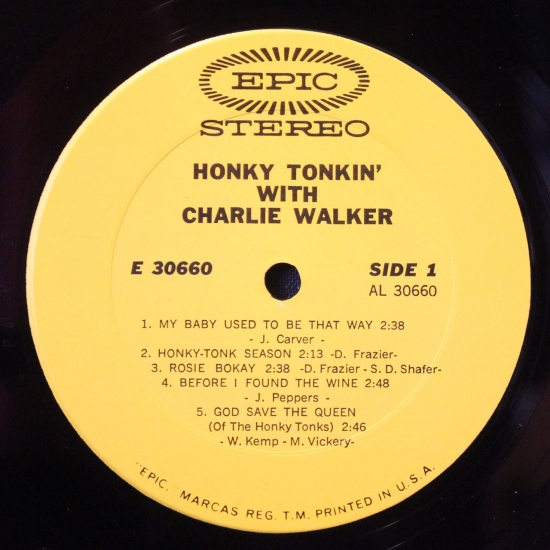 EPIC
STEREO
HONKY TONKIN'
WITH
CHARLIE WALKER
E 30660
SIDE 1
AL 30660
1. MY BABY USED TO BE THAT WAY 2:38
- J. Carver -
2. HONKY-TONK SEASON 2:13 -D. Frazier-
3. ROSIE BOKAY 2:38 -D. Frazier - S. D. Shafer-
4. BEFORE I FOUND THE WINE 2:48
- J. Peppers -
5. GOD SAVE THE QUEEN
(Of The Honky Tonks) 2:46
- W. Kemp - M. Vickery-
"EPIC," MARCAS REG. T.M. PRINTED IN U.S.A.